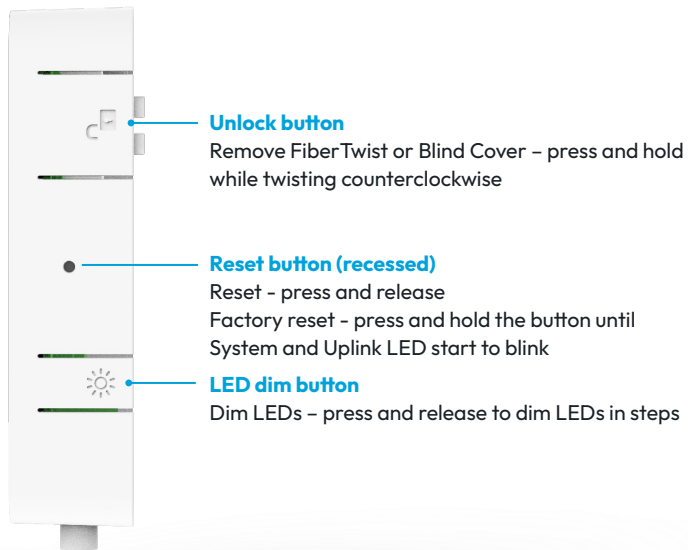 Unlock button
Remove FiberTwist or Blind Cover – press and hold
while twisting counterclockwise
Reset button (recessed)
Reset - press and release
Factory reset - press and hold the button until
System and Uplink LED start to blink
LED dim button
Dim LEDs – press and release to dim LEDs in steps